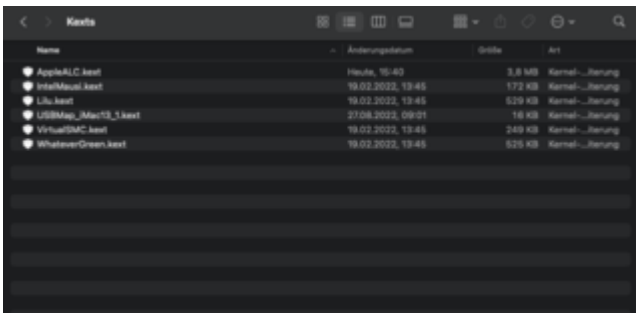 Kexts
Name Änderungsdatum Größe Art
AppleALC.kext Heute, 15:40 3,8 MB Kernel-...iterung
IntelMausi.kext 19.02.2022, 13:45 172 KB Kernel-...iterung
Lilu.kext 19.02.2022, 13:45 529 KB Kernel-...iterung
USBMap_iMac13_1.kext 27.08.2022, 09:01 16 KB Kernel-...iterung
VirtualSMC.kext 19.02.2022, 13:45 249 KB Kernel-...iterung
WhateverGreen.kext 19.02.2022, 13:45 525 KB Kernel-...iterung